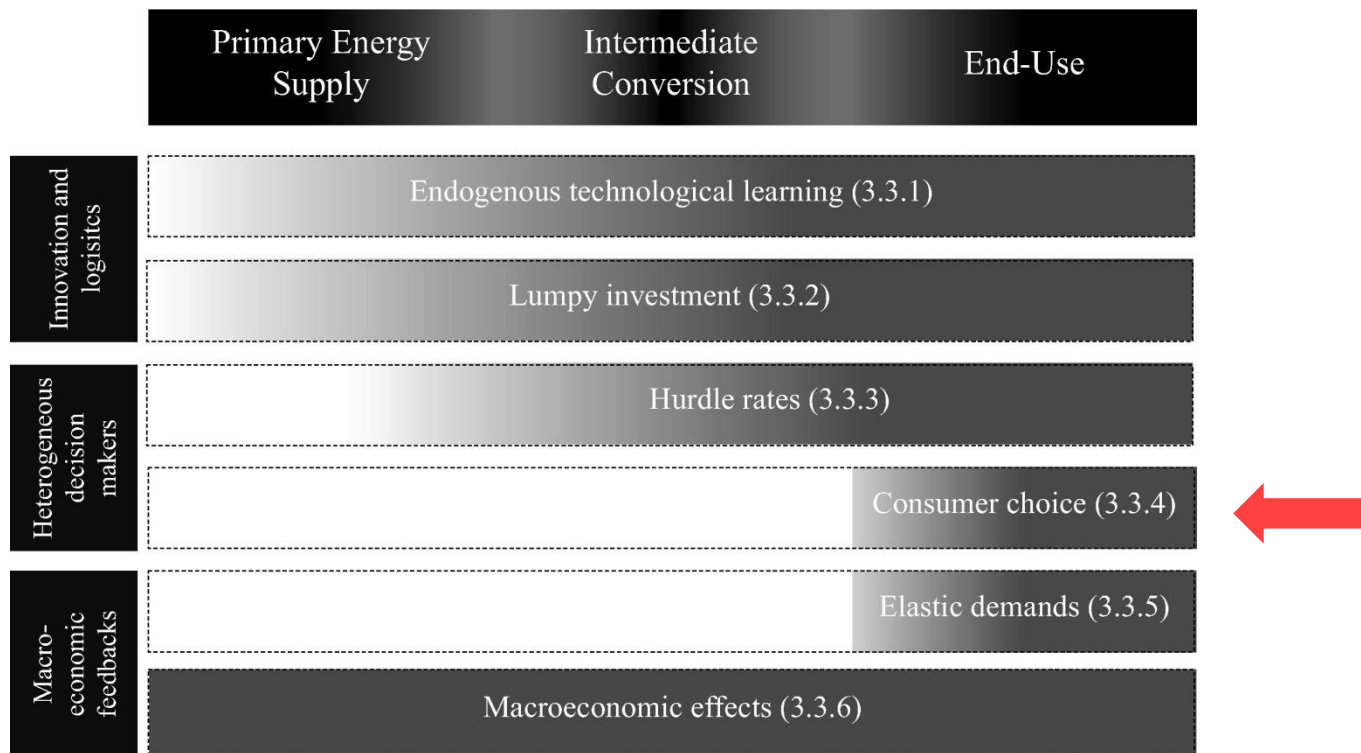 Primary Energy
Supply
Intermediate
Conversion
End-Use
Innovation and
logisitcs
Endogenous technological learning (3.3.1)
Lumpy investment (3.3.2)
Heterogeneous
decision
makers
Hurdle rates (3.3.3)
Consumer choice (3.3.4)
Macro-
economic
feedbacks
Elastic demands (3.3.5)
Macroeconomic effects (3.3.6)